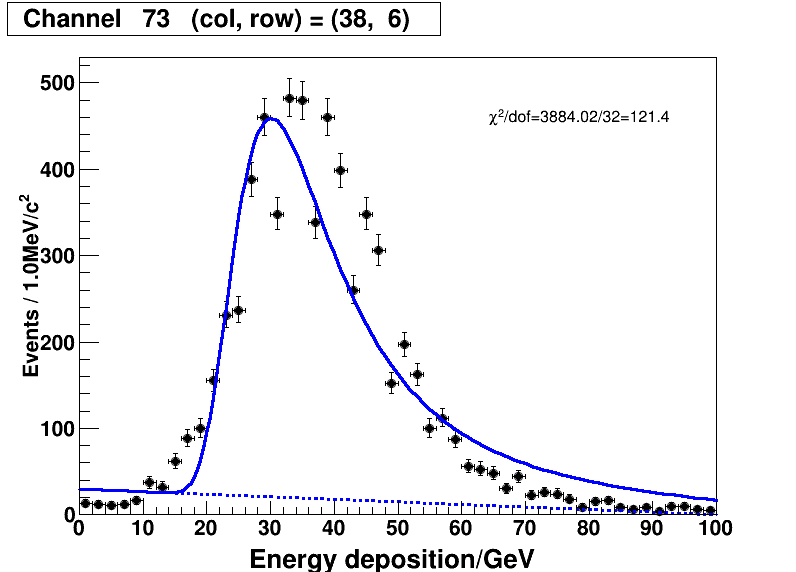 Channel 73 (col, row) = (38, 6)
χ²/dof=3884.02/32=121.4
Events / 1.0MeV/c²
500
400
300
200
100
0
0 10 20 30 40 50 60 70 80 90 100
Energy deposition/GeV